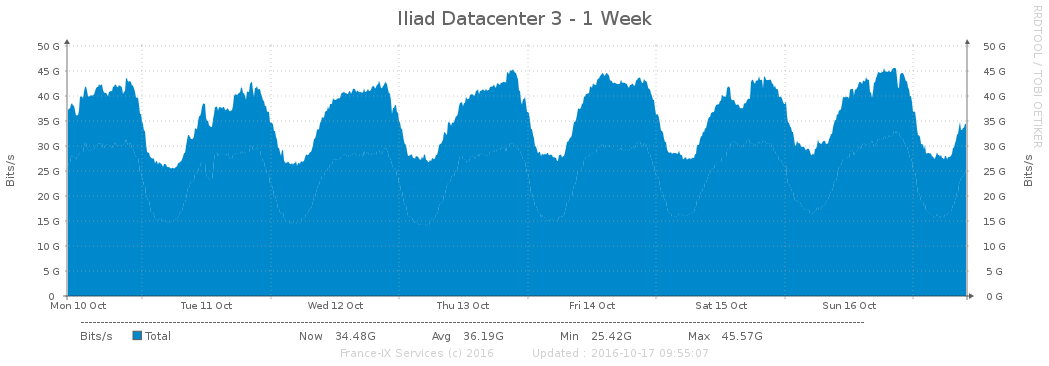 Iliad Datacenter 3 - 1 Week
RRDTOOL / TOBI OETIKER
Bits/s
50 G 50 G
45 G 45 G
40 G 40 G
35 G 35 G
30 G 30 G
25 G 25 G
20 G 20 G
15 G 15 G
10 G 10 G
5 G 5 G
0 0 G
Bits/s
Mon 10 Oct Tue 11 Oct Wed 12 Oct Thu 13 Oct Fri 14 Oct Sat 15 Oct Sun 16 Oct
Bits/s Total Now 34.48G Avg 36.19G Min 25.42G Max 45.57G
France-IX Services (c) 2016 Updated : 2016-10-17 09:55:07